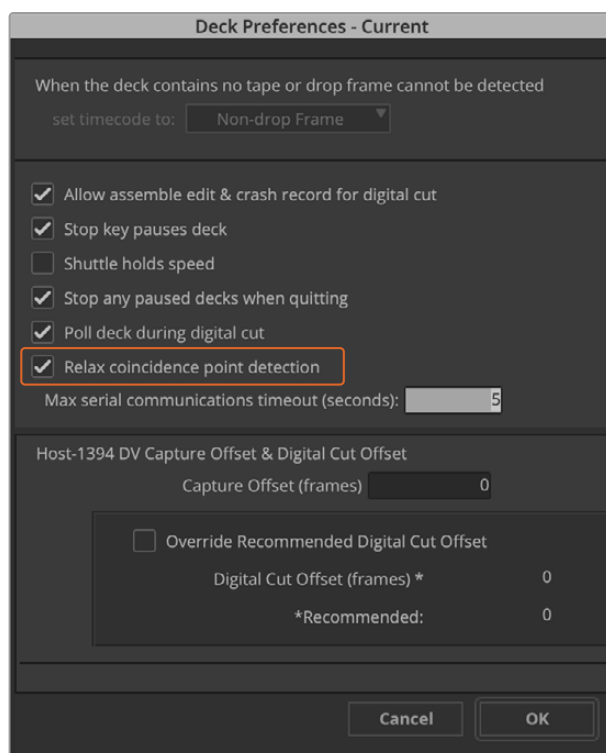 Deck Preferences - Current
When the deck contains no tape or drop frame cannot be detected
set timecode to: Non-drop Frame
Allow assemble edit & crash record for digital cut
Stop key pauses deck
Shuttle holds speed
Stop any paused decks when quitting
Poll deck during digital cut
Relax coincidence point detection
Max serial communications timeout (seconds): 5
Host-1394 DV Capture Offset & Digital Cut Offset
Capture Offset (frames) 0
Override Recommended Digital Cut Offset
Digital Cut Offset (frames) * 0
*Recommended: 0
Cancel OK